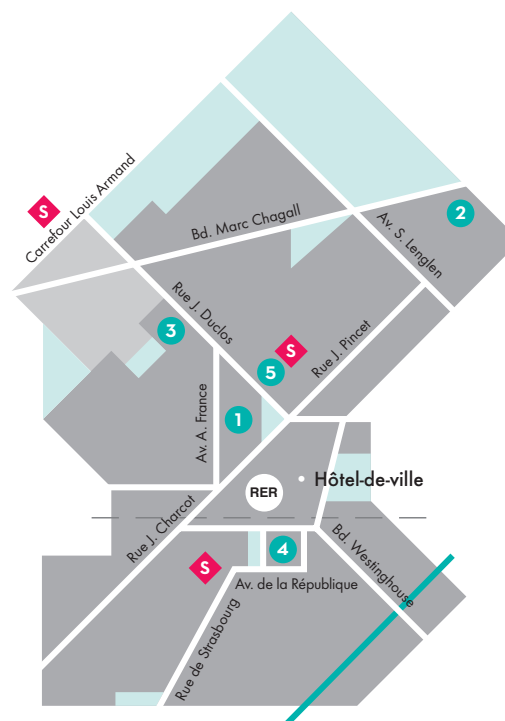 S
Carrefour Louis Armand
Bd. Marc Chagall
2
Av. S. Lenglen
Rue J. Duclos
3
S
5
Rue J. Pincet
Av. A. France
1
Hôtel-de-ville
RER
Rue J. Charcot
4
S
Av. de la République
Bd. Westinghouse
Rue de Strasbourg